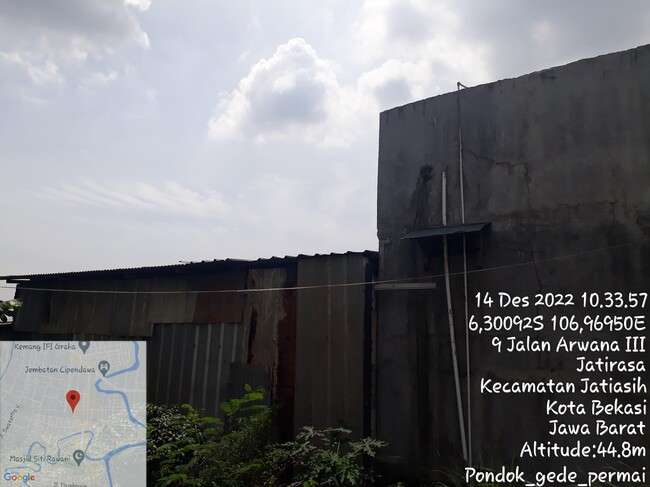 14 Des 2022 10.33.57
6,30092S 106,96950E
9 Jalan Arwana III
Jatirasa
Kecamatan Jatiasih
Kota Bekasi
Jawa Barat
Altitude:44.8m
Pondok_gede_permai
Kemang IFI Graha
Jembatan Cipendawa
Masjid Siti Rawani
Google